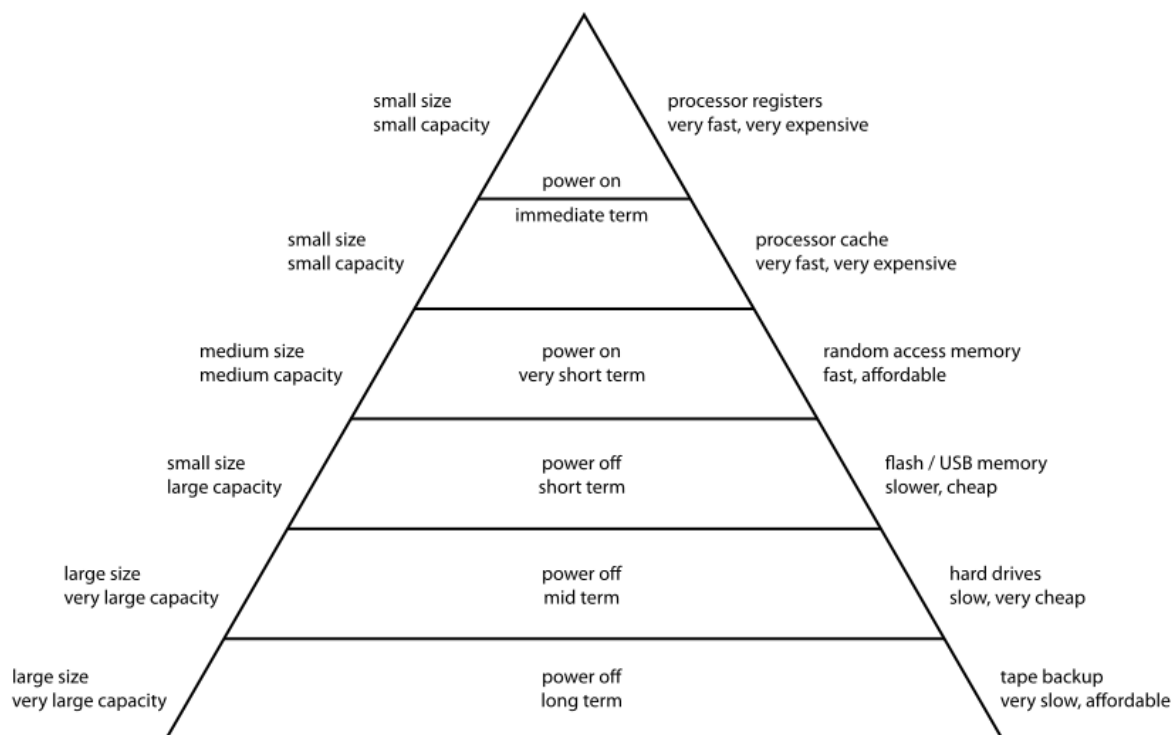 small size
small capacity
processor registers
very fast, very expensive
power on
immediate term
small size
small capacity
processor cache
very fast, very expensive
medium size
medium capacity
power on
very short term
random access memory
fast, affordable
small size
large capacity
power off
short term
flash / USB memory
slower, cheap
large size
very large capacity
power off
mid term
hard drives
slow, very cheap
large size
very large capacity
power off
long term
tape backup
very slow, affordable